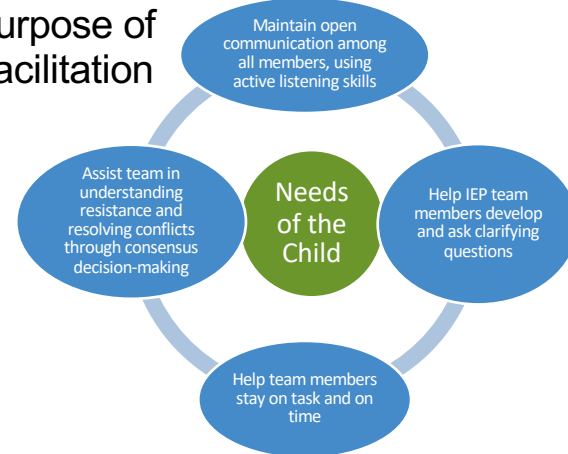 urpose of
acilitation
Maintain open
communication among
all members, using
active listening skills
Assist team in
understanding
resistance and
resolving conflicts
through consensus
decision-making
Needs
of the
Child
Help IEP team
members develop
and ask clarifying
questions
Help team members
stay on task and on
time